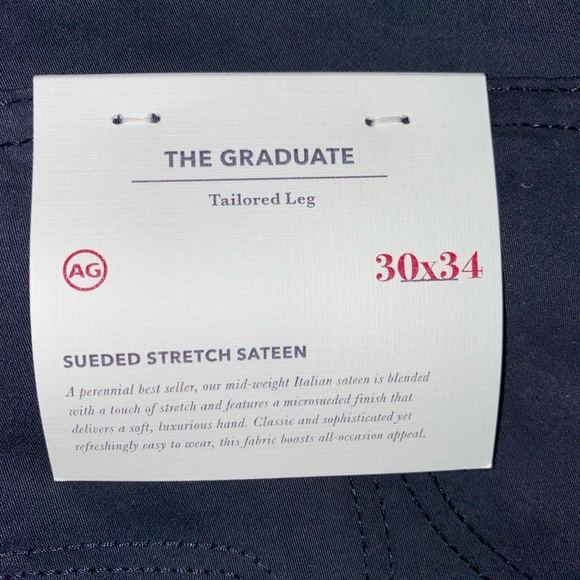 THE GRADUATE
Tailored Leg
AG
30x34
SUEDED STRETCH SATEEN
A perennial best seller, our mid-weight Italian sateen is blended
with a touch of stretch and features a microsueded finish that
delivers a soft, luxurious hand. Classic and sophisticated yet
refreshingly easy to wear, this fabric boasts all-occasion appeal.